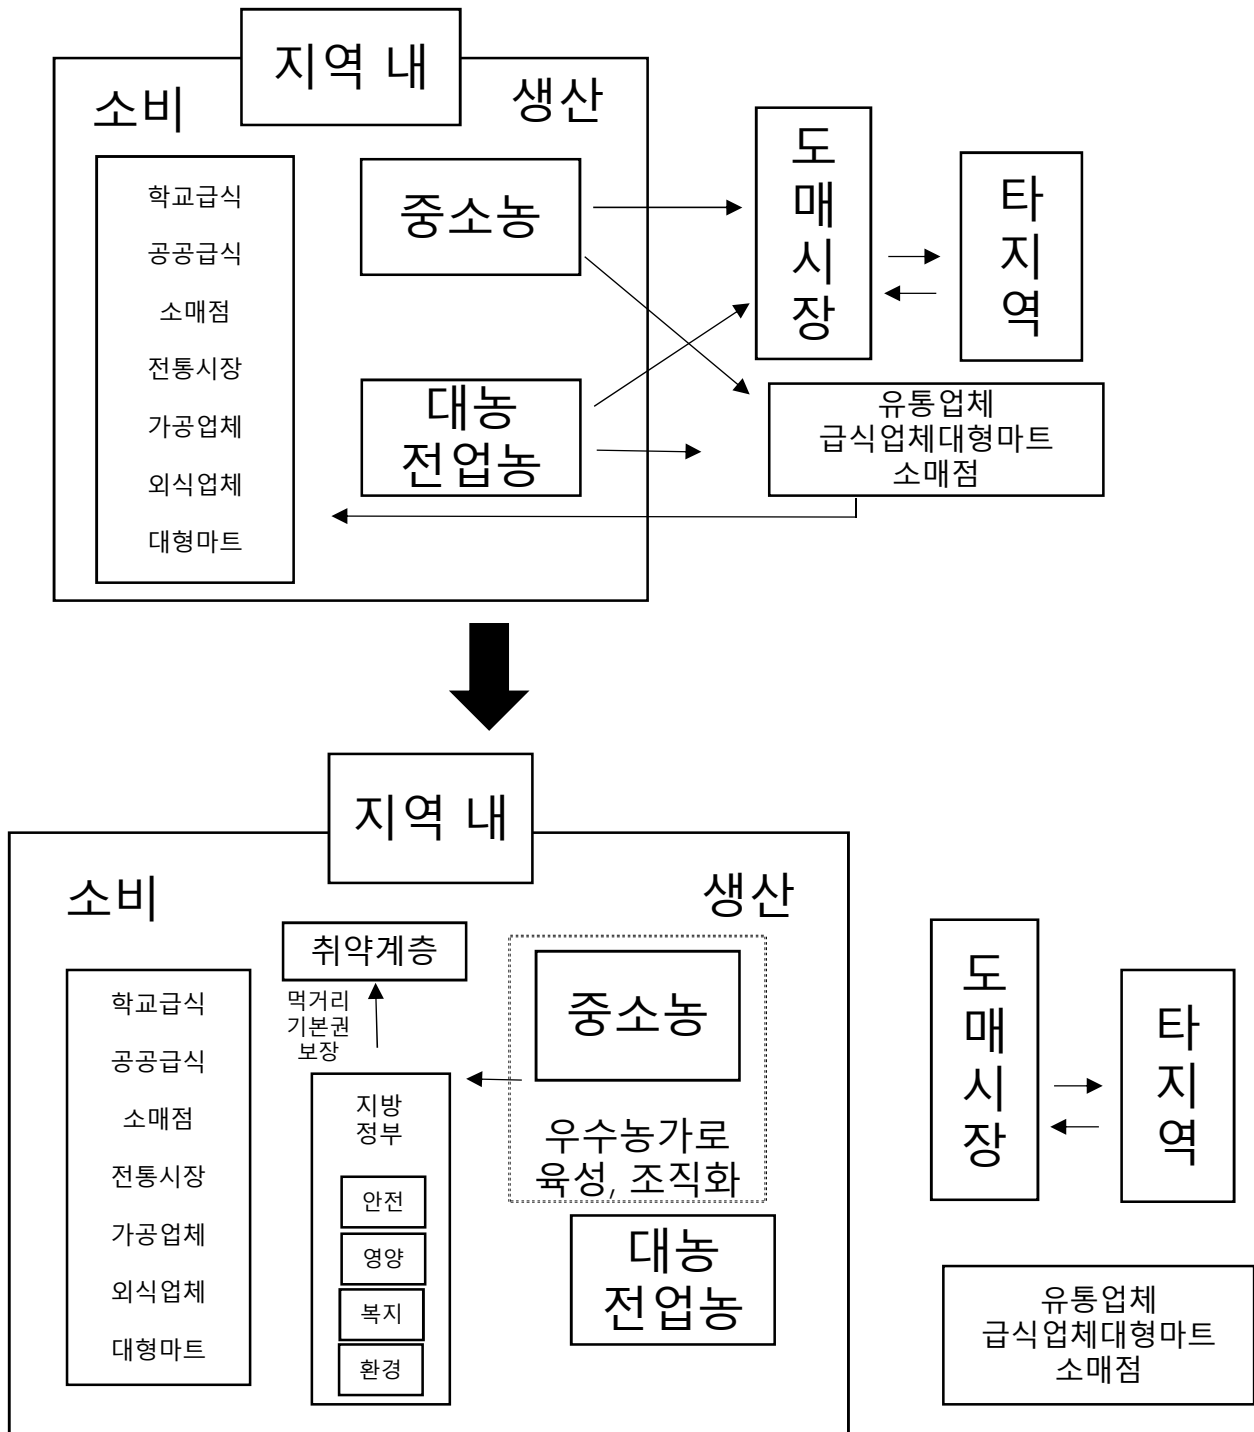 지역 내
소비
생산
학교급식
공공급식
소매점
전통시장
가공업체
외식업체
대형마트
중소농
대농
전업농
도
매
시
장
타
지
역
유통업체
급식업체대형마트
소매점
지역 내
소비
생산
학교급식
공공급식
소매점
전통시장
가공업체
외식업체
대형마트
취약계층
먹거리
기본권
보장
지방
정부
안전
영양
복지
환경
중소농
우수농가로
육성, 조직화
대농
전업농
도
매
시
장
타
지
역
유통업체
급식업체대형마트
소매점